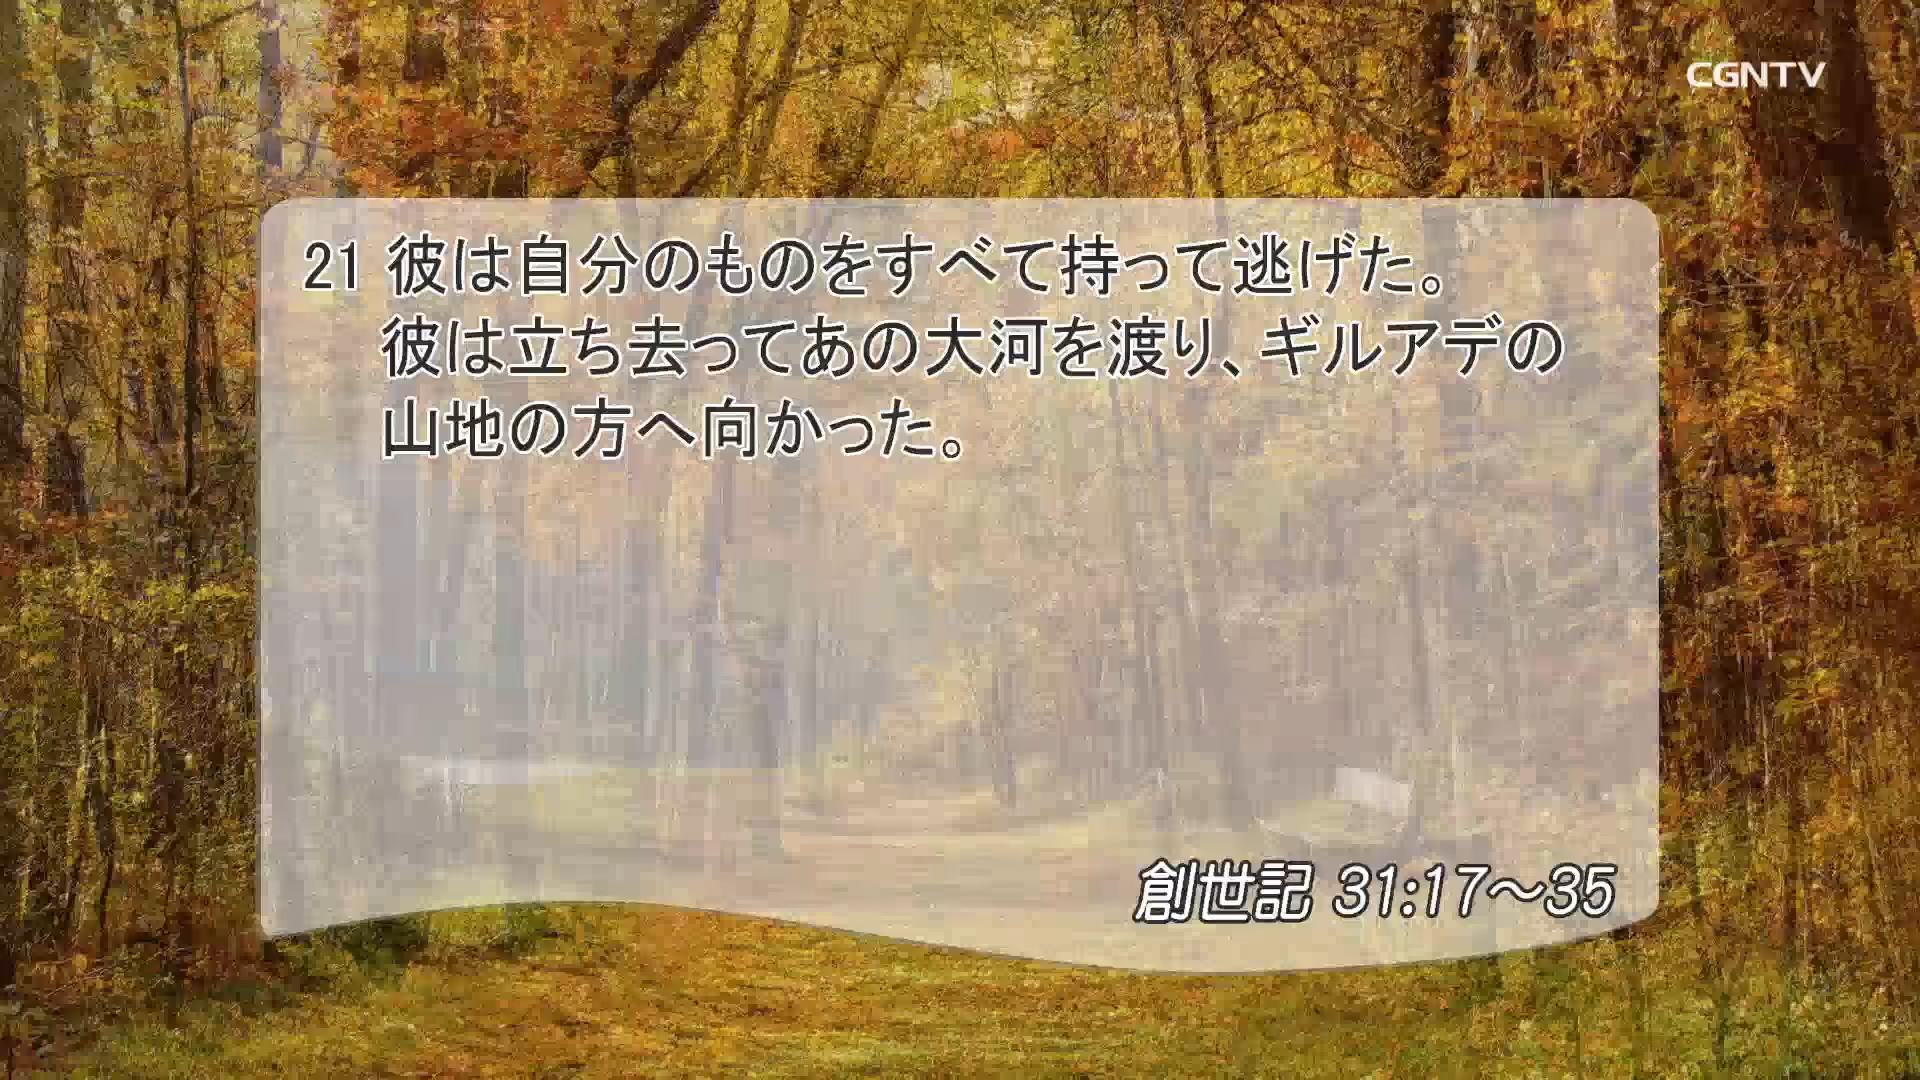 CGNTV
21 彼は自分のものをすべて持って逃げた。
彼は立ち去ってあの大河を渡り、ギルアデの
山地の方へ向かった。
創世記 31:17～35